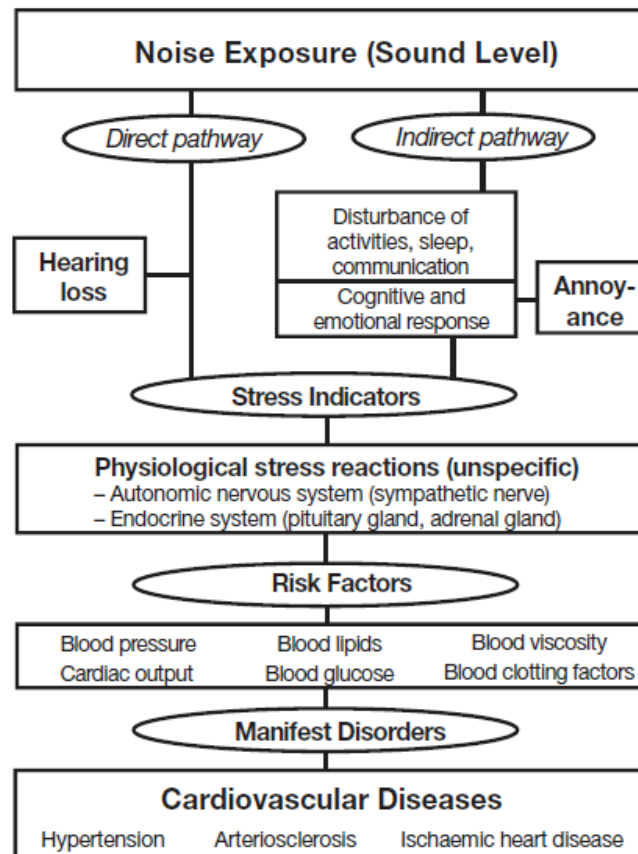 Noise Exposure (Sound Level)
Direct pathway
Indirect pathway
Hearing
loss
Disturbance of
activities, sleep,
communication
Cognitive and
emotional response
Annoy-
ance
Stress Indicators
Physiological stress reactions (unspecific)
– Autonomic nervous system (sympathetic nerve)
– Endocrine system (pituitary gland, adrenal gland)
Risk Factors
Blood pressure Blood lipids Blood viscosity
Cardiac output Blood glucose Blood clotting factors
Manifest Disorders
Cardiovascular Diseases
Hypertension Arteriosclerosis Ischaemic heart disease